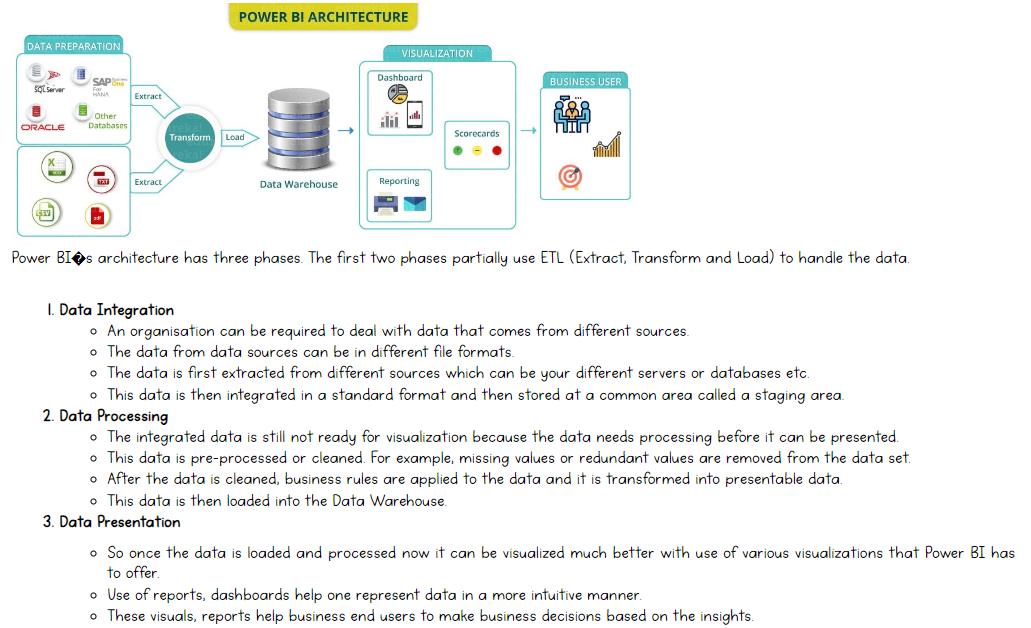 POWER BI ARCHITECTURE
DATA PREPARATION
SQL Server
SAP Business
One
For
HANA
ORACLE
Other
Databases
X
TXT
CSV
pdf
Extract
Extract
Transform
Load
Data Warehouse
VISUALIZATION
Dashboard
Scorecards
Reporting
BUSINESS USER
Power BI�s architecture has three phases. The first two phases partially use ETL (Extract, Transform and Load) to handle the data.
1. Data Integration
o An organisation can be required to deal with data that comes from different sources.
o The data from data sources can be in different file formats.
o The data is first extracted from different sources which can be your different servers or databases etc.
o This data is then integrated in a standard format and then stored at a common area called a staging area.
2. Data Processing
o The integrated data is still not ready for visualization because the data needs processing before it can be presented.
o This data is pre-processed or cleaned. For example, missing values or redundant values are removed from the data set.
o After the data is cleaned, business rules are applied to the data and it is transformed into presentable data.
o This data is then loaded into the Data Warehouse.
3. Data Presentation
o So once the data is loaded and processed now it can be visualized much better with use of various visualizations that Power BI has
to offer.
o Use of reports, dashboards help one represent data in a more intuitive manner.
o These visuals, reports help business end users to make business decisions based on the insights.